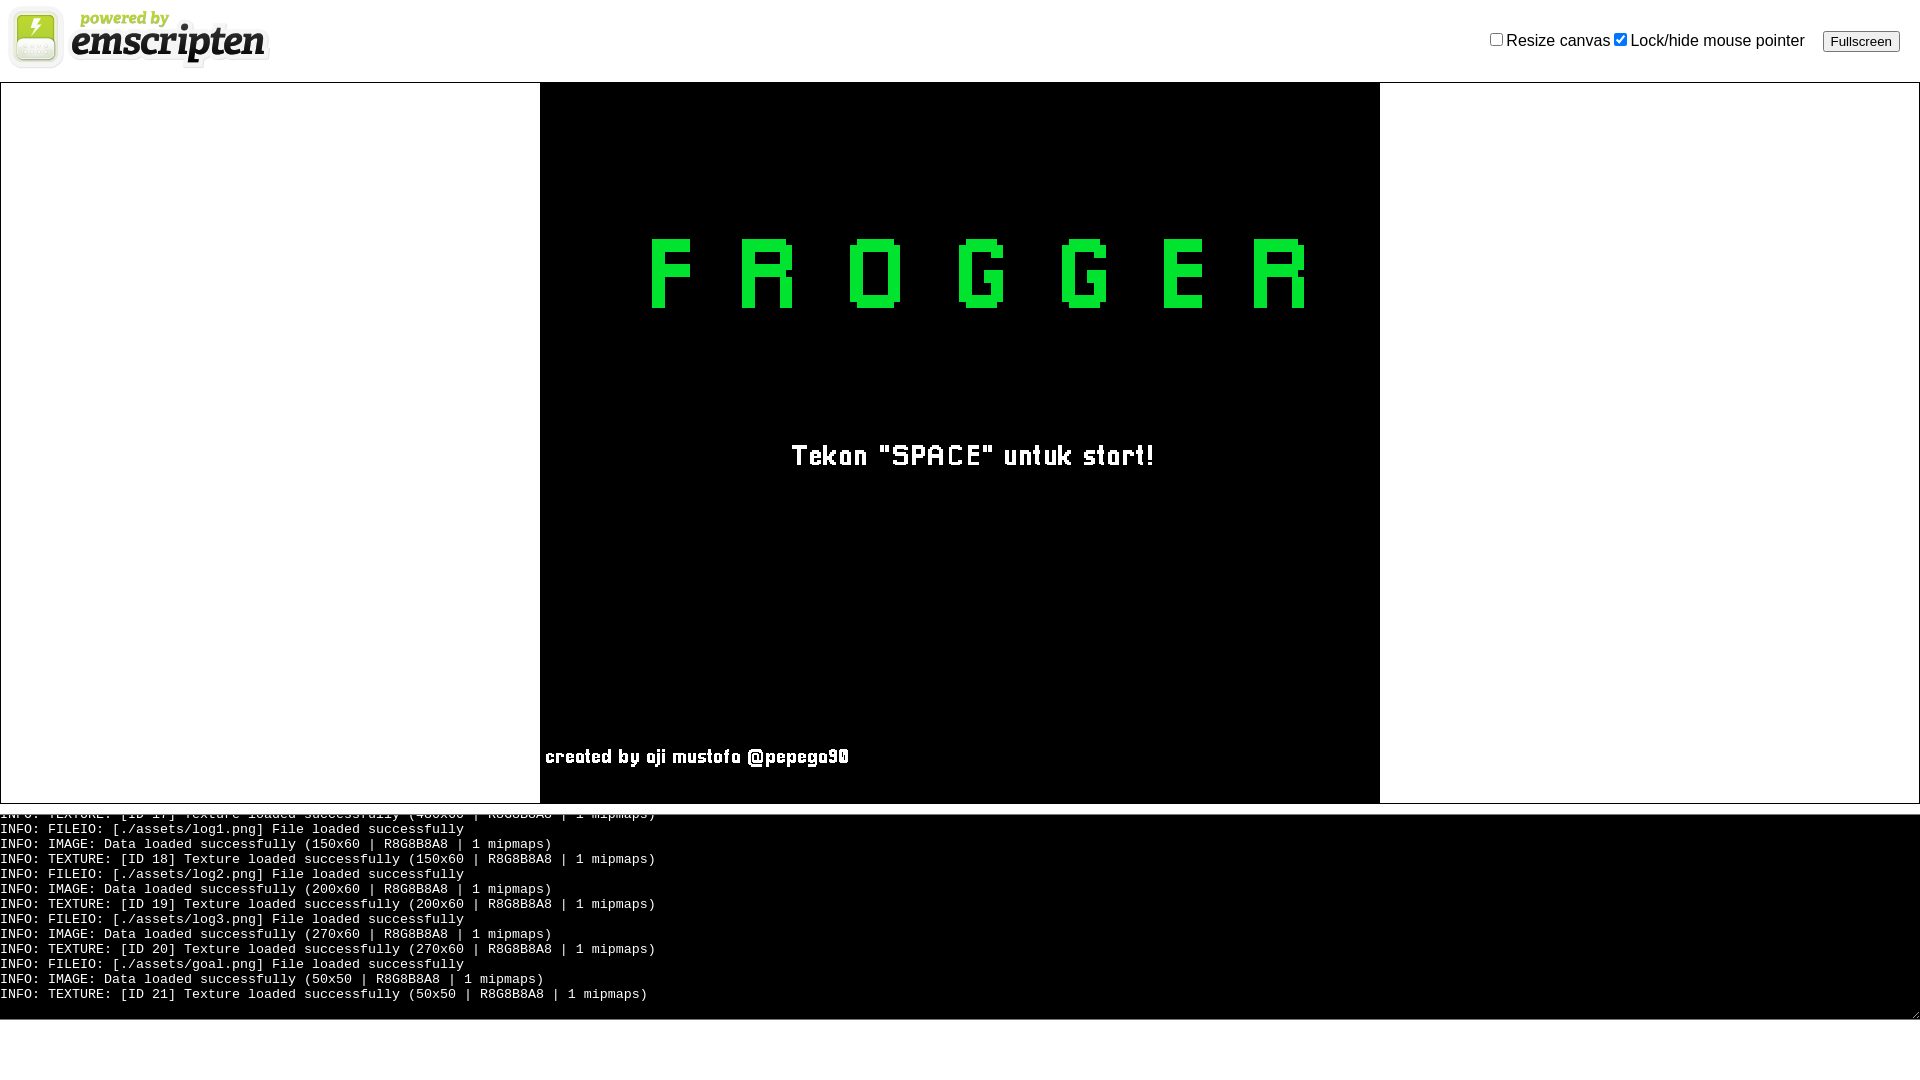 powered by
emscripten
Resize canvas Lock/hide mouse pointer Fullscreen
FROGGER
Tekan "SPACE" untuk start!
created by aji mustofa @pepega90
INFO: TEXTURE: [ID 17] Texture loaded successfully (480x60 | R8G8B8A8 | 1 mipmaps)
INFO: FILEIO: [./assets/log1.png] File loaded successfully
INFO: IMAGE: Data loaded successfully (150x60 | R8G8B8A8 | 1 mipmaps)
INFO: TEXTURE: [ID 18] Texture loaded successfully (150x60 | R8G8B8A8 | 1 mipmaps)
INFO: FILEIO: [./assets/log2.png] File loaded successfully
INFO: IMAGE: Data loaded successfully (200x60 | R8G8B8A8 | 1 mipmaps)
INFO: TEXTURE: [ID 19] Texture loaded successfully (200x60 | R8G8B8A8 | 1 mipmaps)
INFO: FILEIO: [./assets/log3.png] File loaded successfully
INFO: IMAGE: Data loaded successfully (270x60 | R8G8B8A8 | 1 mipmaps)
INFO: TEXTURE: [ID 20] Texture loaded successfully (270x60 | R8G8B8A8 | 1 mipmaps)
INFO: FILEIO: [./assets/goal.png] File loaded successfully
INFO: IMAGE: Data loaded successfully (50x50 | R8G8B8A8 | 1 mipmaps)
INFO: TEXTURE: [ID 21] Texture loaded successfully (50x50 | R8G8B8A8 | 1 mipmaps)